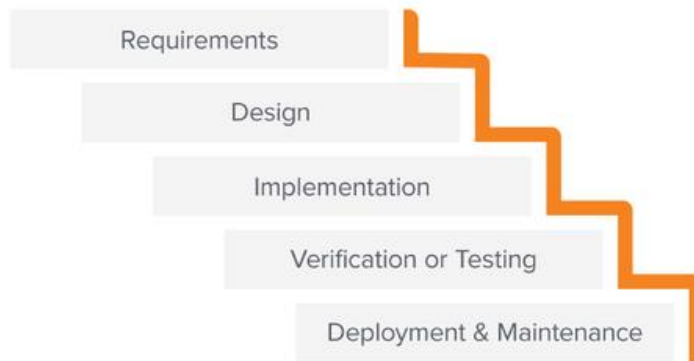 Requirements
Design
Implementation
Verification or Testing
Deployment & Maintenance